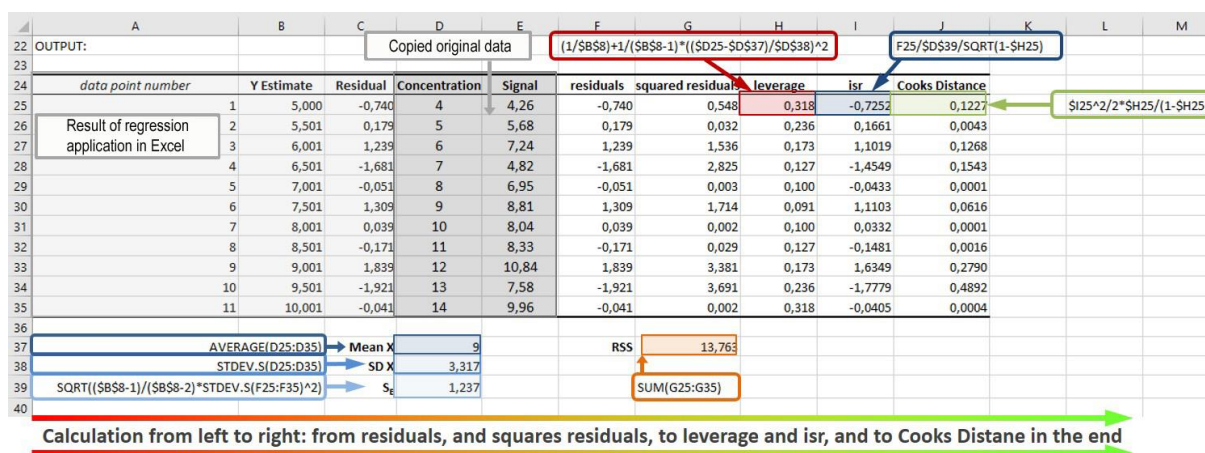 A B C D E F G H I J K L M
22 OUTPUT: Copied original data (1/$B$8)+1/($B$8-1)*(($D25-$D$37)/$D$38)^2 F25/$D$39/SQRT(1-$H25)
23
24 data point number Y Estimate Residual Concentration Signal residuals squared residuals leverage isr Cooks Distance
25 1 5,000 -0,740 4 4,26 -0,740 0,548 0,318 -0,7252 0,1227 $I25^2/2*$H25/(1-$H25
26 Result of regression 2 5,501 0,179 5 5,68 0,179 0,032 0,236 0,1661 0,0043
27 application in Excel 3 6,001 1,239 6 7,24 1,239 1,536 0,173 1,1019 0,1268
28 4 6,501 -1,681 7 4,82 -1,681 2,825 0,127 -1,4549 0,1543
29 5 7,001 -0,051 8 6,95 -0,051 0,003 0,100 -0,0433 0,0001
30 6 7,501 1,309 9 8,81 1,309 1,714 0,091 1,1103 0,0616
31 7 8,001 0,039 10 8,04 0,039 0,002 0,100 0,0332 0,0001
32 8 8,501 -0,171 11 8,33 -0,171 0,029 0,127 -0,1481 0,0016
33 9 9,001 1,839 12 10,84 1,839 3,381 0,173 1,6349 0,2790
34 10 9,501 -1,921 13 7,58 -1,921 3,691 0,236 -1,7779 0,4892
35 11 10,001 -0,041 14 9,96 -0,041 0,002 0,318 -0,0405 0,0004
36
37 AVERAGE(D25:D35) Mean X 9 RSS 13,763
38 STDEV.S(D25:D35) SD X 3,317
39 SQRT(($B$8-1)/($B$8-2)*STDEV.S(F25:F35)^2) SE 1,237 SUM(G25:G35)
40
Calculation from left to right: from residuals, and squares residuals, to leverage and isr, and to Cooks Distane in the end